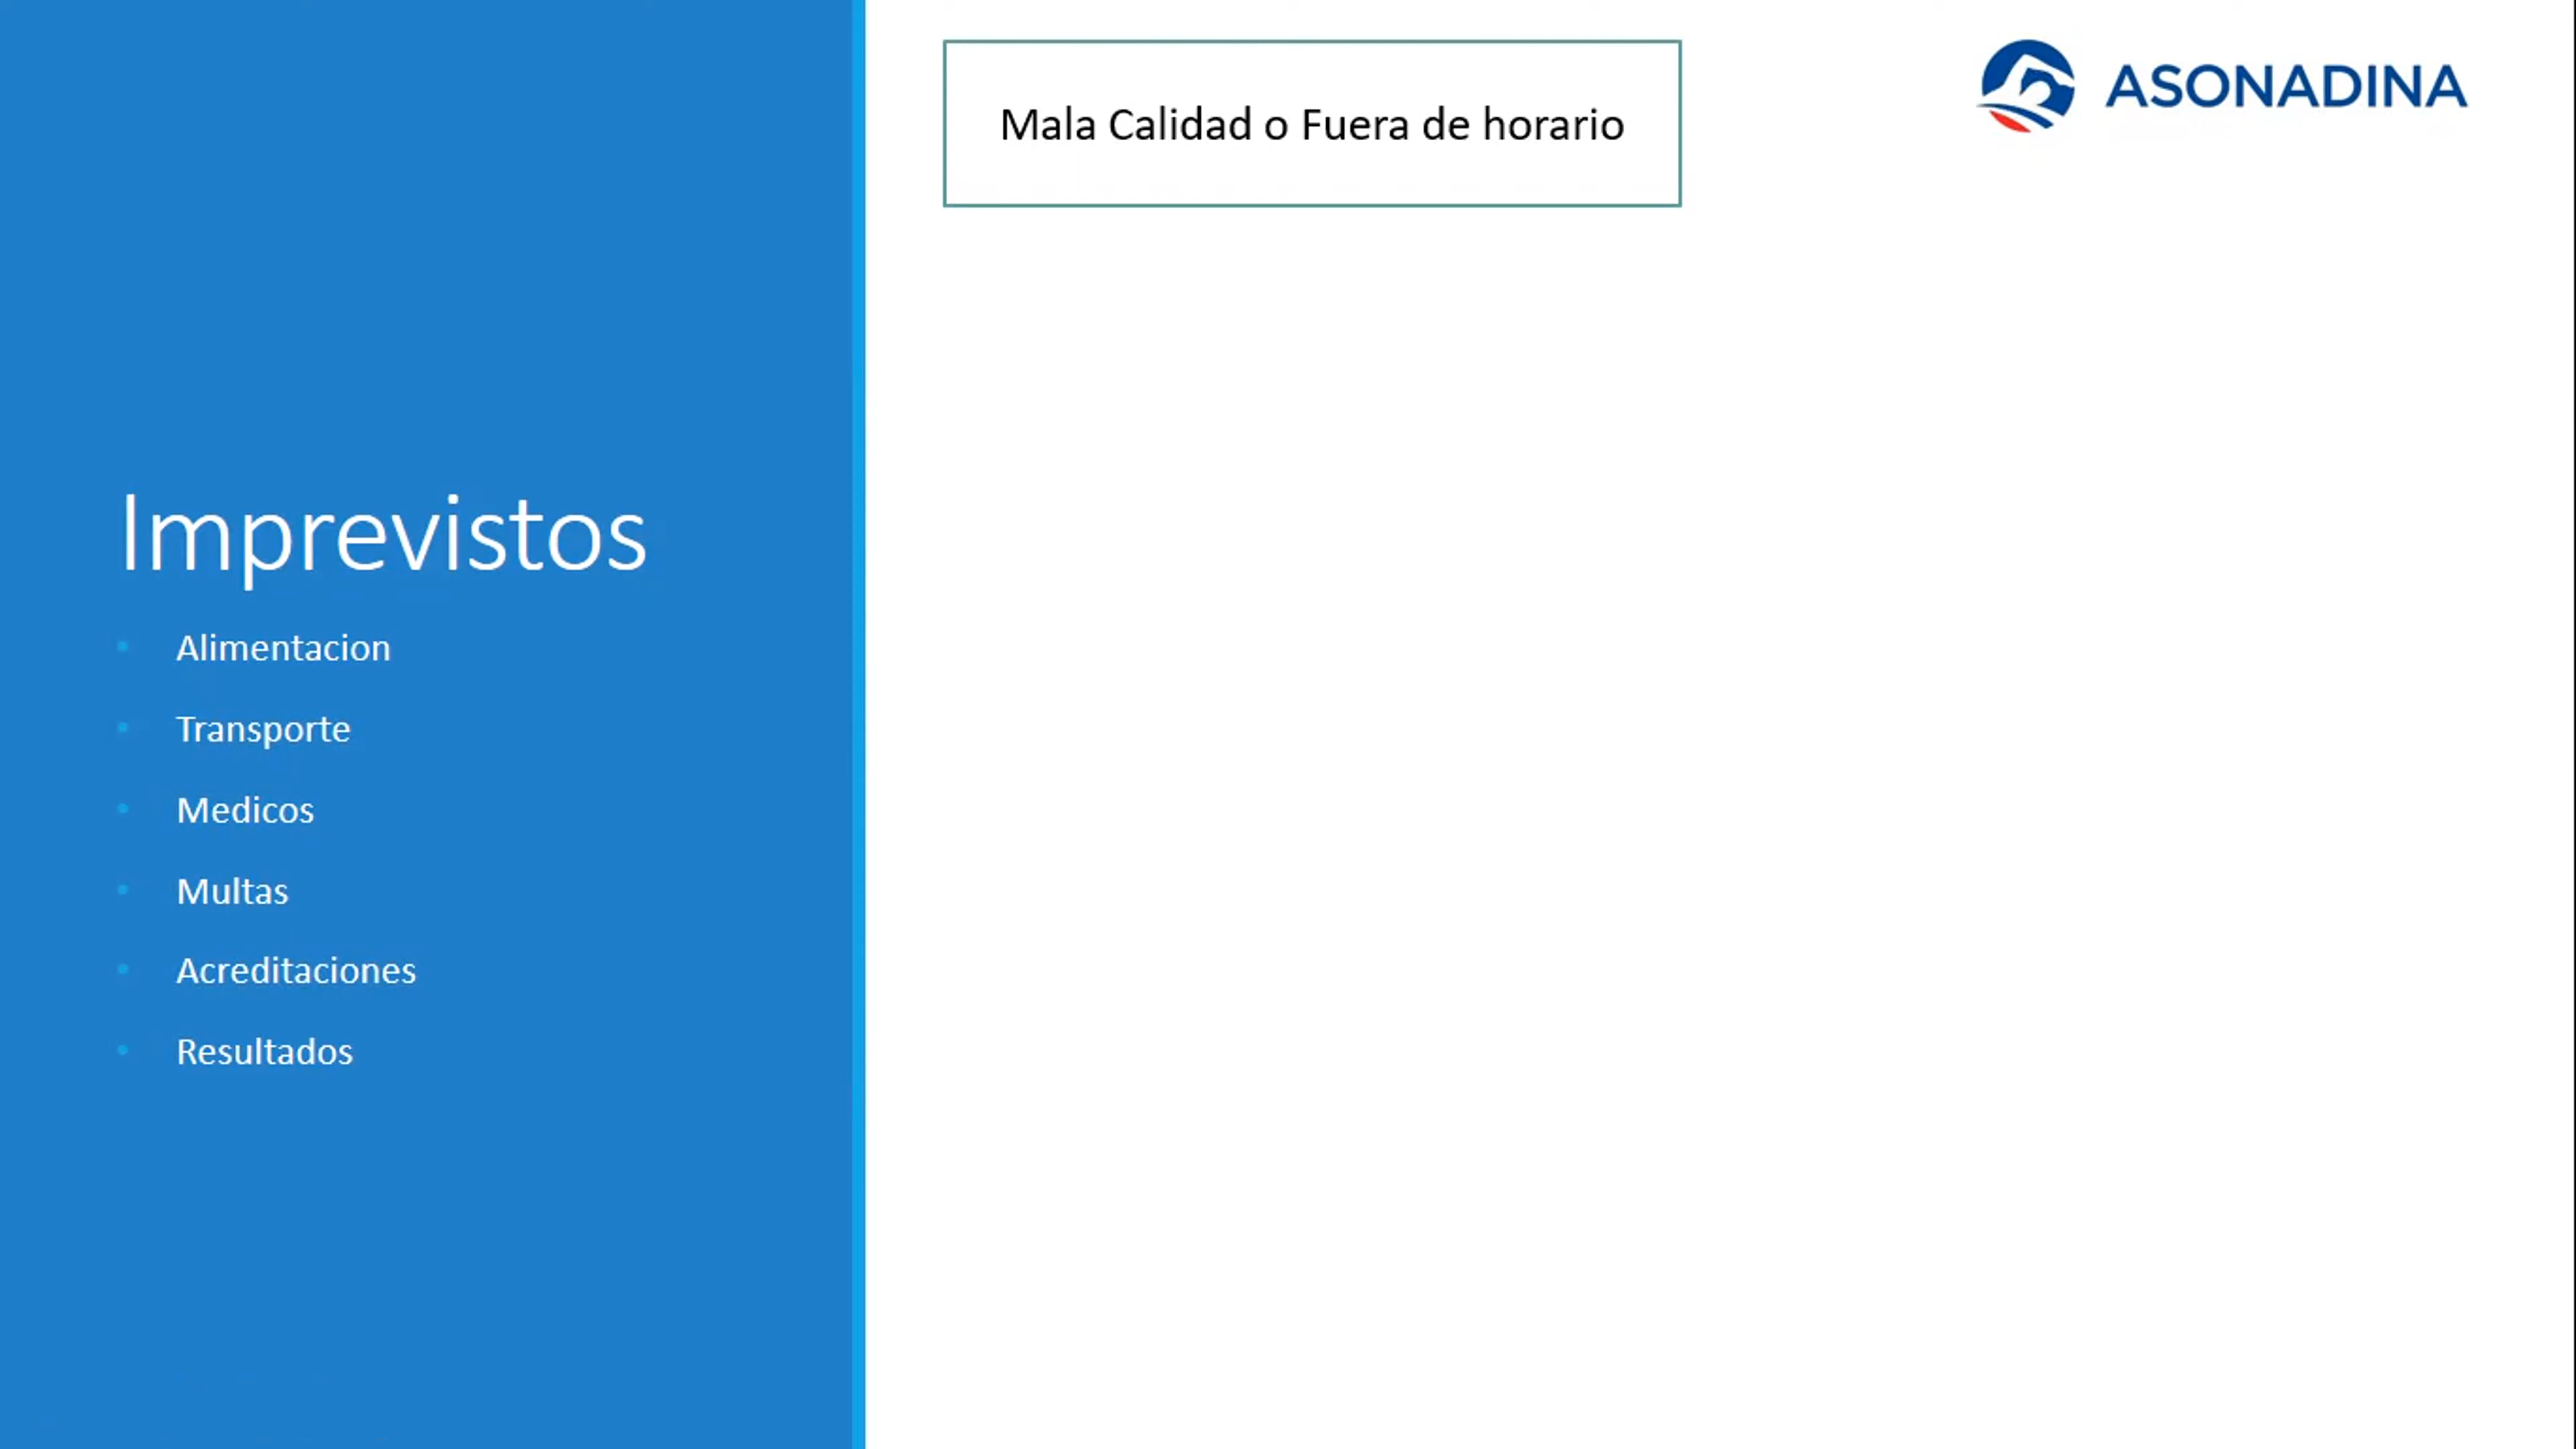 Imprevistos
• Alimentacion
• Transporte
• Medicos
• Multas
• Acreditaciones
• Resultados
Mala Calidad o Fuera de horario
ASONADINA